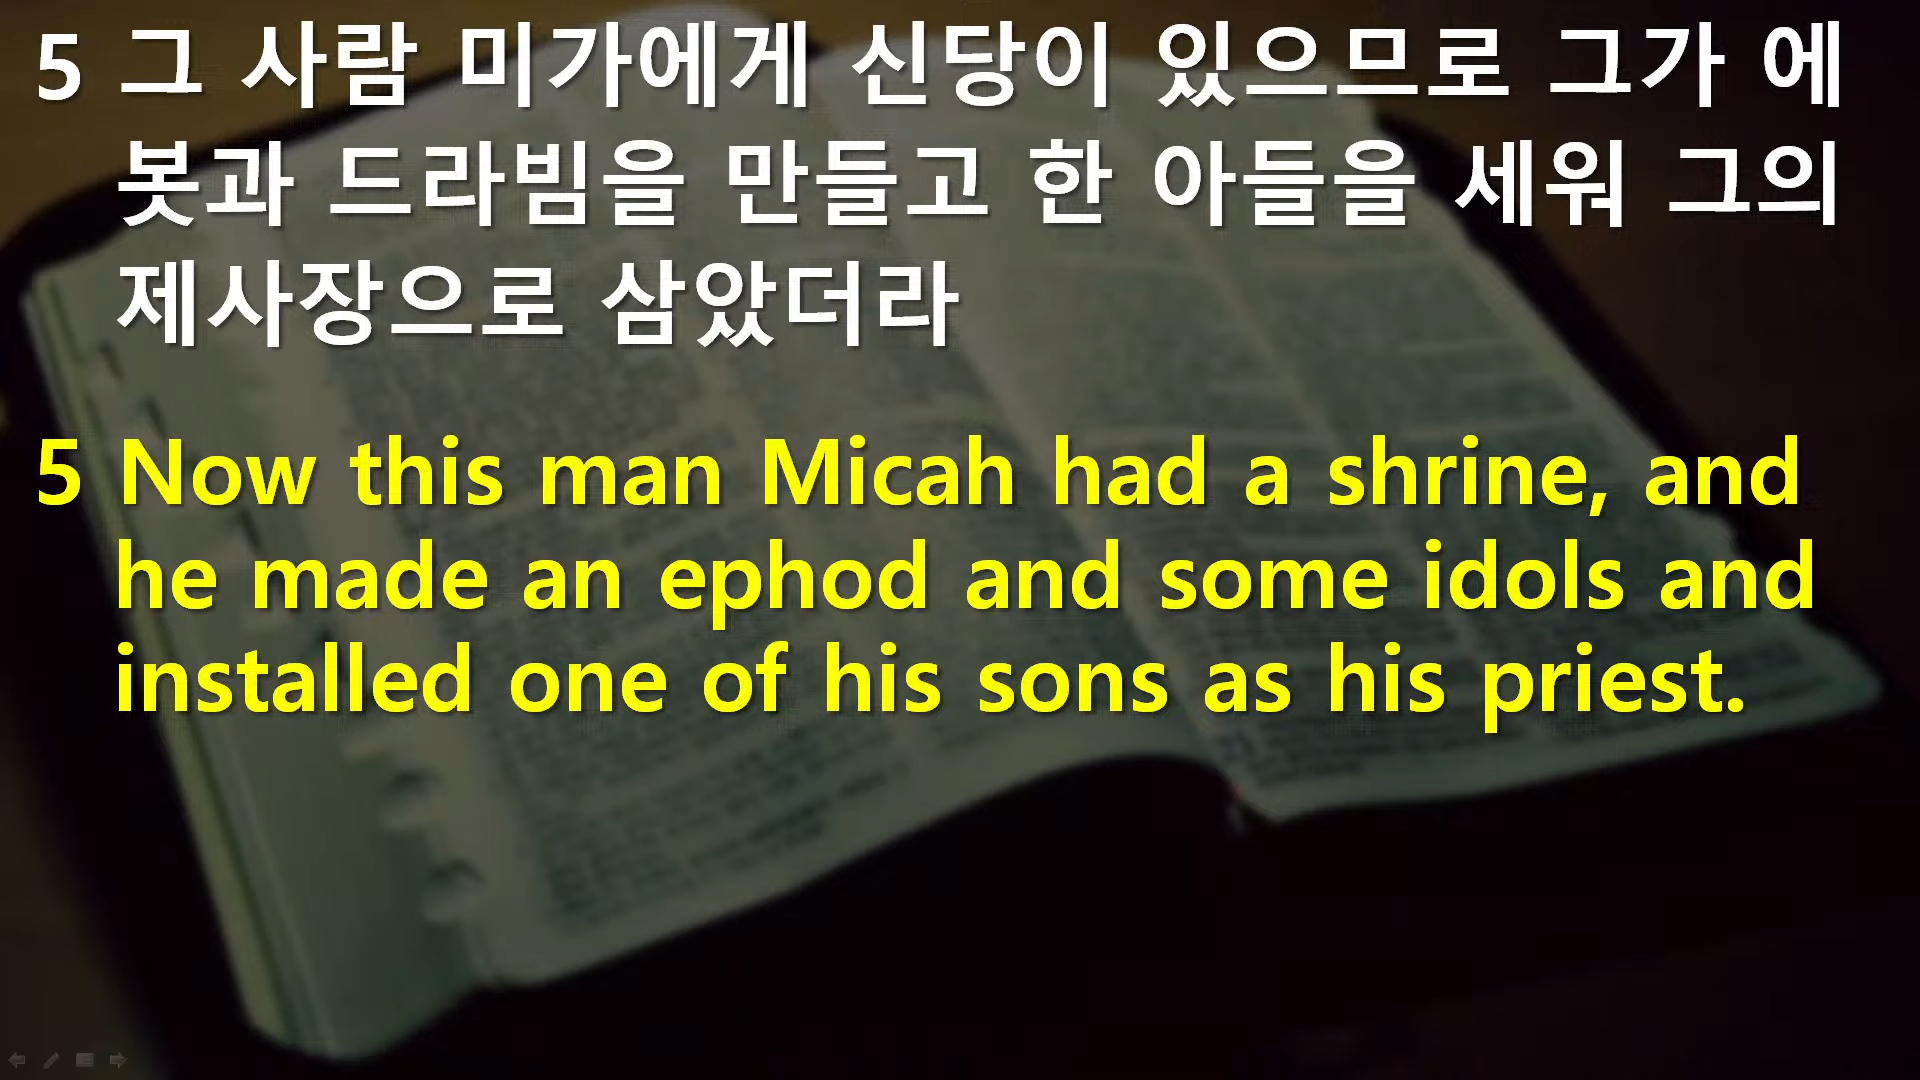 5 그 사람 미가에게 신당이 있으므로 그가 에
봇과 드라빔을 만들고 한 아들을 세워 그의
제사장으로 삼았더라
5 Now this man Micah had a shrine, and
he made an ephod and some idols and
installed one of his sons as his priest.